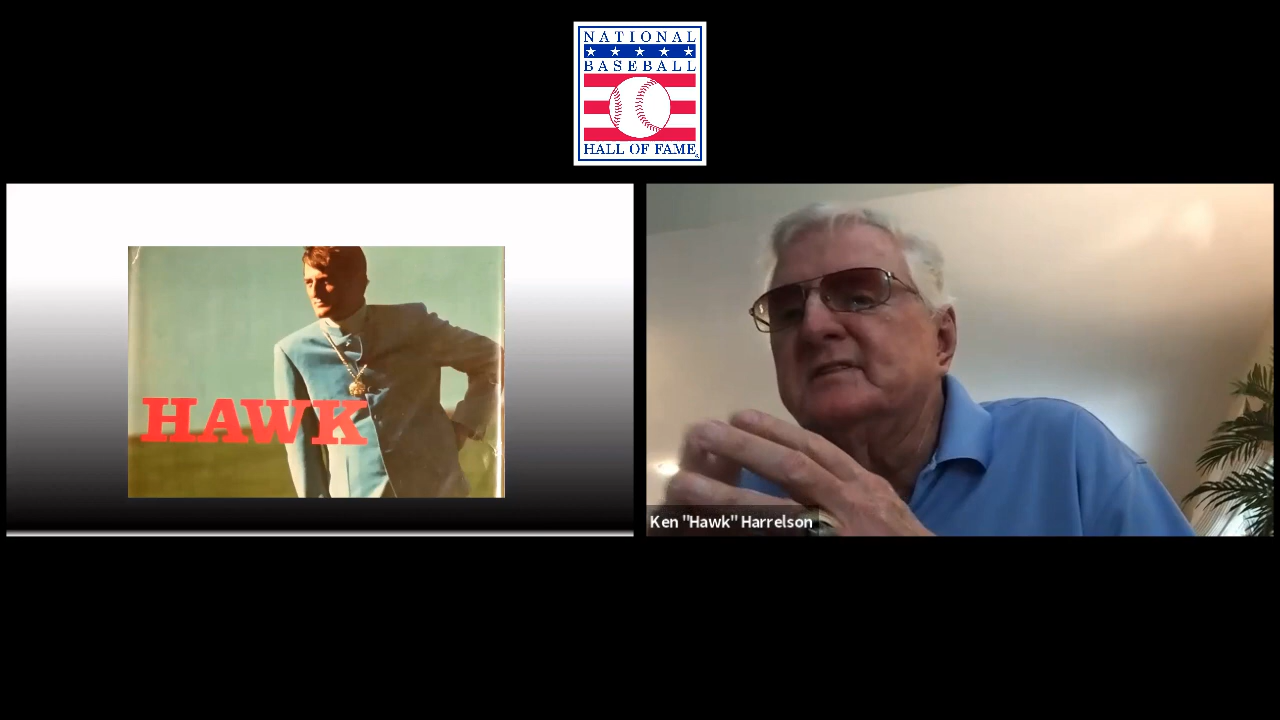 NATIONAL
BASEBALL
HALL OF FAME
HAWK
Ken "Hawk" Harrelson